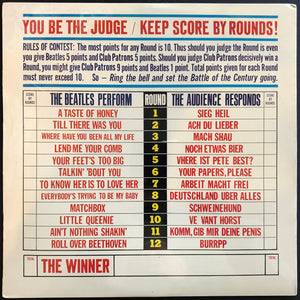 YOU BE THE JUDGE / KEEP SCORE BY ROUNDS!
RULES OF CONTEST: The most points for any Round is 10. Thus should you judge the Round is even
you give Beatles 5 points and Club Patrons 5 points. Should you judge Club Patrons decisively win a
Round, you might give Club Patrons 9 points and Beatles 1 point. Total points given for each Round
must never exceed 10. So – Ring the bell and set the Battle of the Century going.
SCORE BY ROUNDS THE BEATLES PERFORM ROUND THE AUDIENCE RESPONDS SCORE BY ROUNDS
A TASTE OF HONEY 1 SIEG HEIL
TILL THERE WAS YOU 2 ACH DU LIEBER
WHERE HAVE YOU BEEN ALL MY LIFE 3 MACH SHAU
LEND ME YOUR COMB 4 NOCH ETWAS BIER
YOUR FEET'S TOO BIG 5 VHERE IST PETE BEST?
TALKIN' 'BOUT YOU 6 YOUR PAPERS, PLEASE
TO KNOW HER IS TO LOVE HER 7 ARBEIT MACHT FREI
EVERYBODY'S TRYING TO BE MY BABY 8 DEUTSCHLAND UBER ALLES
MATCHBOX 9 SCHWEINEHUND
LITTLE QUEENIE 10 VE VANT HORST
AIN'T NOTHING SHAKIN' 11 KOMM, GIB MIR DEINE PENIS
ROLL OVER BEETHOVEN 12 BURRPP
TOTAL THE WINNER TOTAL